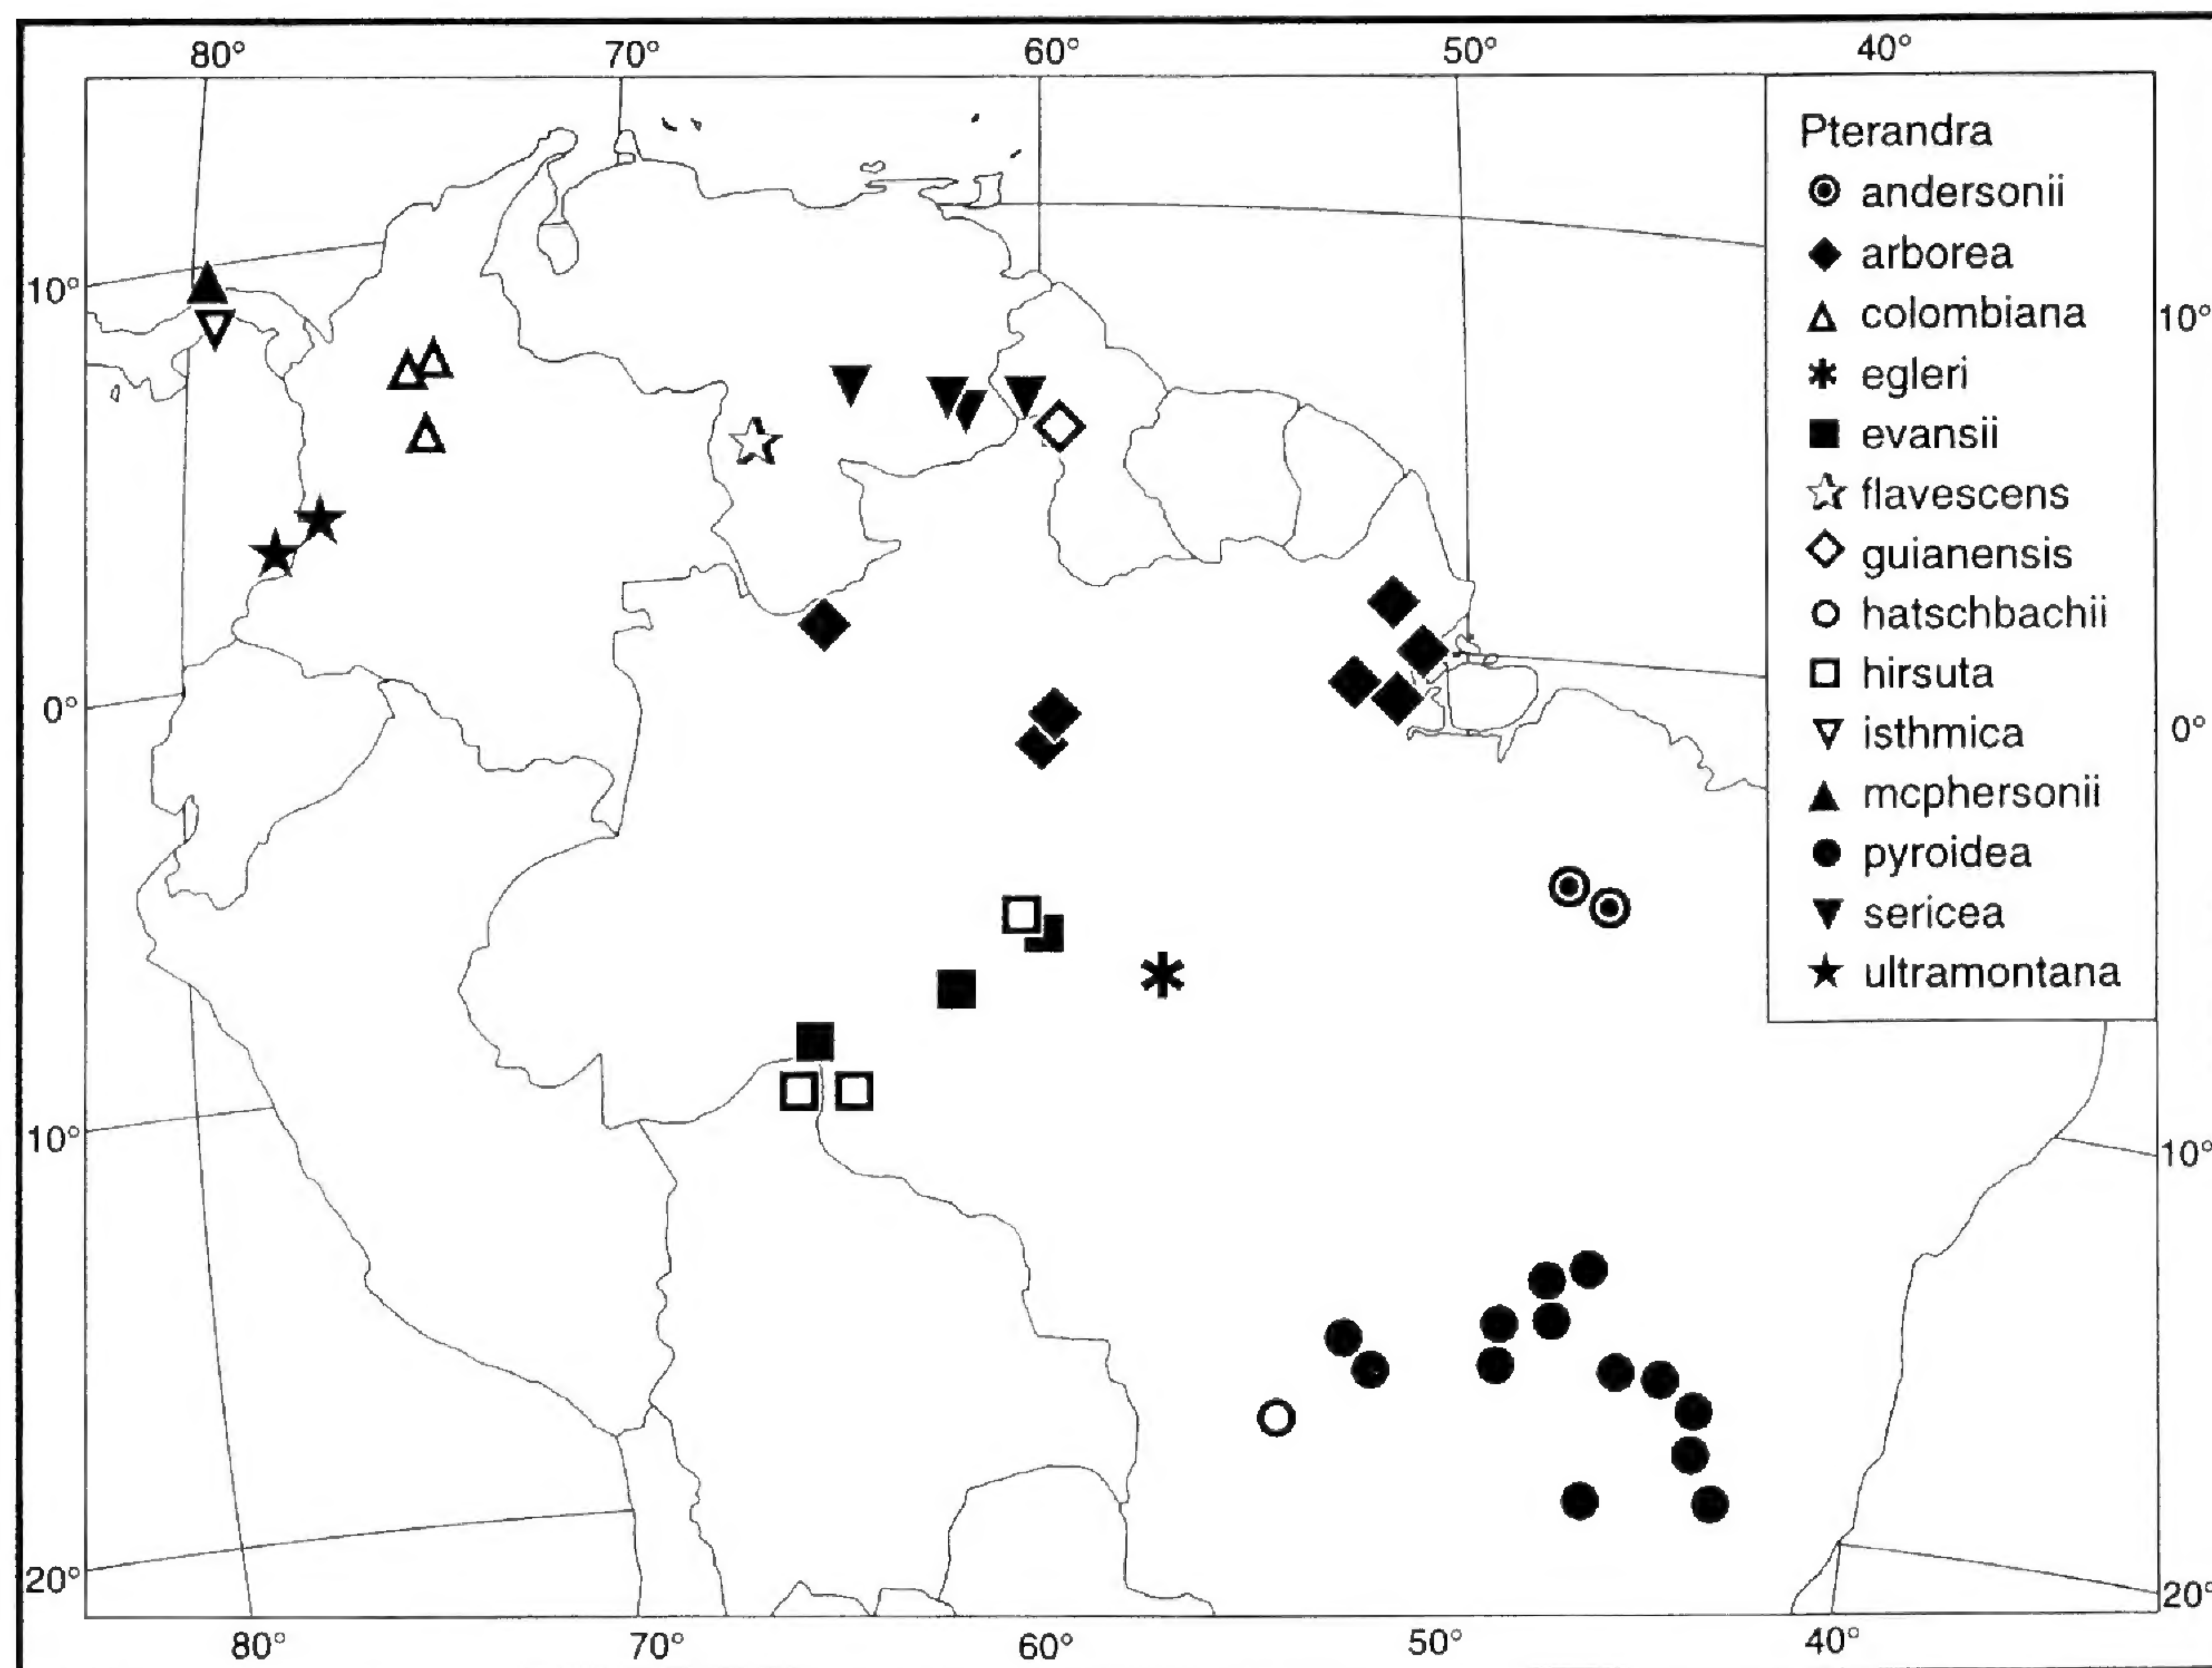 80° 70° 60° 50° 40°
Pterandra
andersonii
arborea
colombiana
egleri
evansii
flavescens
guianensis
hatschbachii
hirsuta
isthmica
mcphersonii
pyroidea
sericea
ultramontana
10° 10°
0° 0°
10° 10°
20° 20°
80° 70° 60° 50° 40°